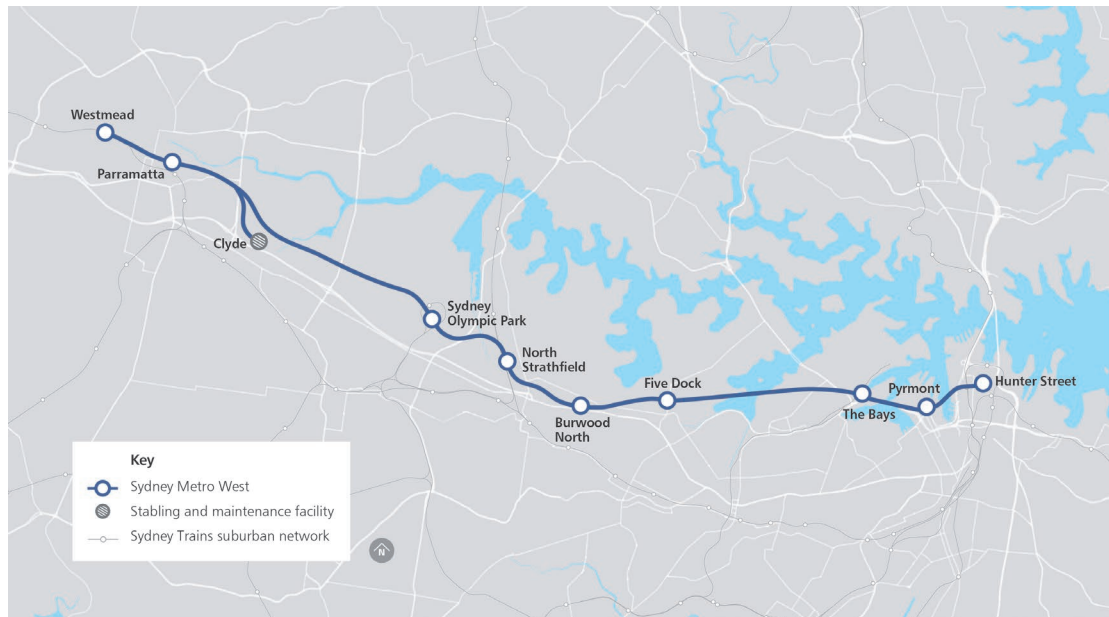 Westmead
Parramatta
Clyde
Sydney
Olympic Park
North
Strathfield
Burwood
North
Five Dock
The Bays
Pyrmont
Hunter Street
Key
Sydney Metro West
Stabling and maintenance facility
Sydney Trains suburban network
N